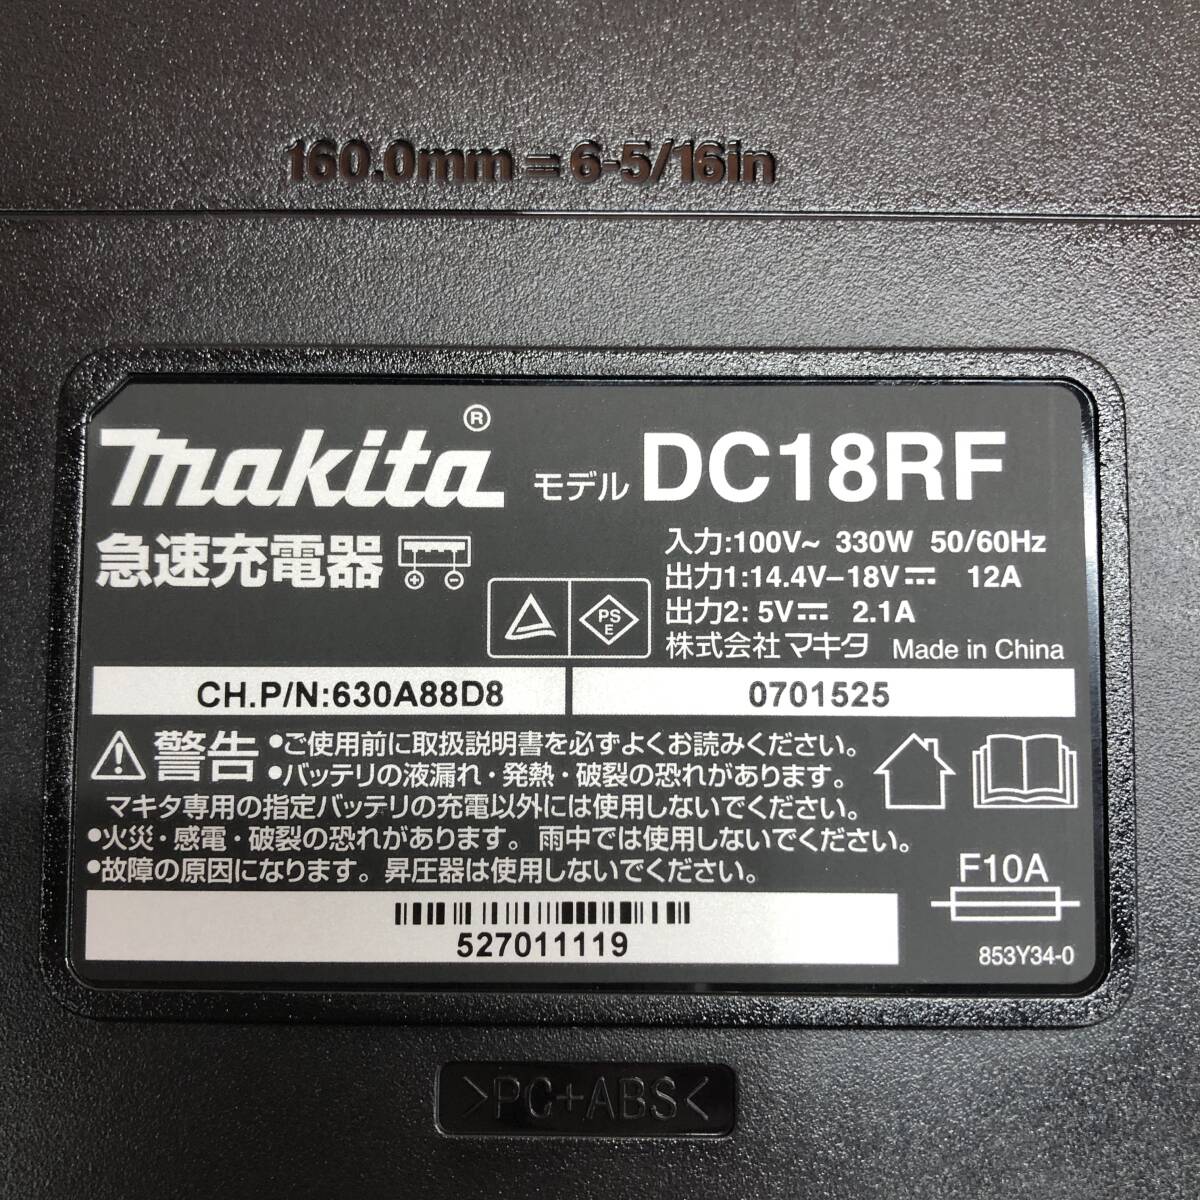 160.0mm = 6-5/16in
makita® モデル DC18RF
急速充電器
入力:100V~ 330W 50/60Hz
出力1:14.4V-18V⎓ 12A
出力2: 5V⎓ 2.1A
PS
E
株式会社 マキタ Made in China
CH.P/N:630A88D8 0701525
⚠警告 •ご使用前に取扱説明書を必ずよくお読みください。
•バッテリの液漏れ・発熱・破裂の恐れがあります。
マキタ専用の指定バッテリの充電以外には使用しないでください。
•火災・感電・破裂の恐れがあります。雨中では使用しないでください。
•故障の原因になります。昇圧器は使用しないでください。
F10A
527011119
853Y34-0
>PC+ABS<